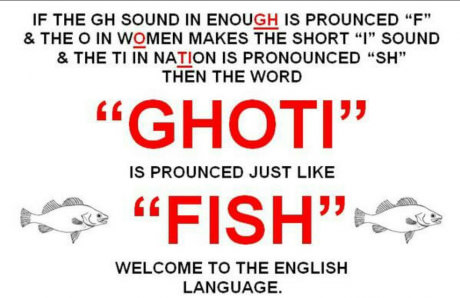 IF THE GH SOUND IN ENOUGH IS PROUNCED “F”
& THE O IN WOMEN MAKES THE SHORT “I” SOUND
& THE TI IN NATION IS PRONOUNCED “SH”
THEN THE WORD
“GHOTI”
IS PROUNCED JUST LIKE
“FISH”
WELCOME TO THE ENGLISH
LANGUAGE.